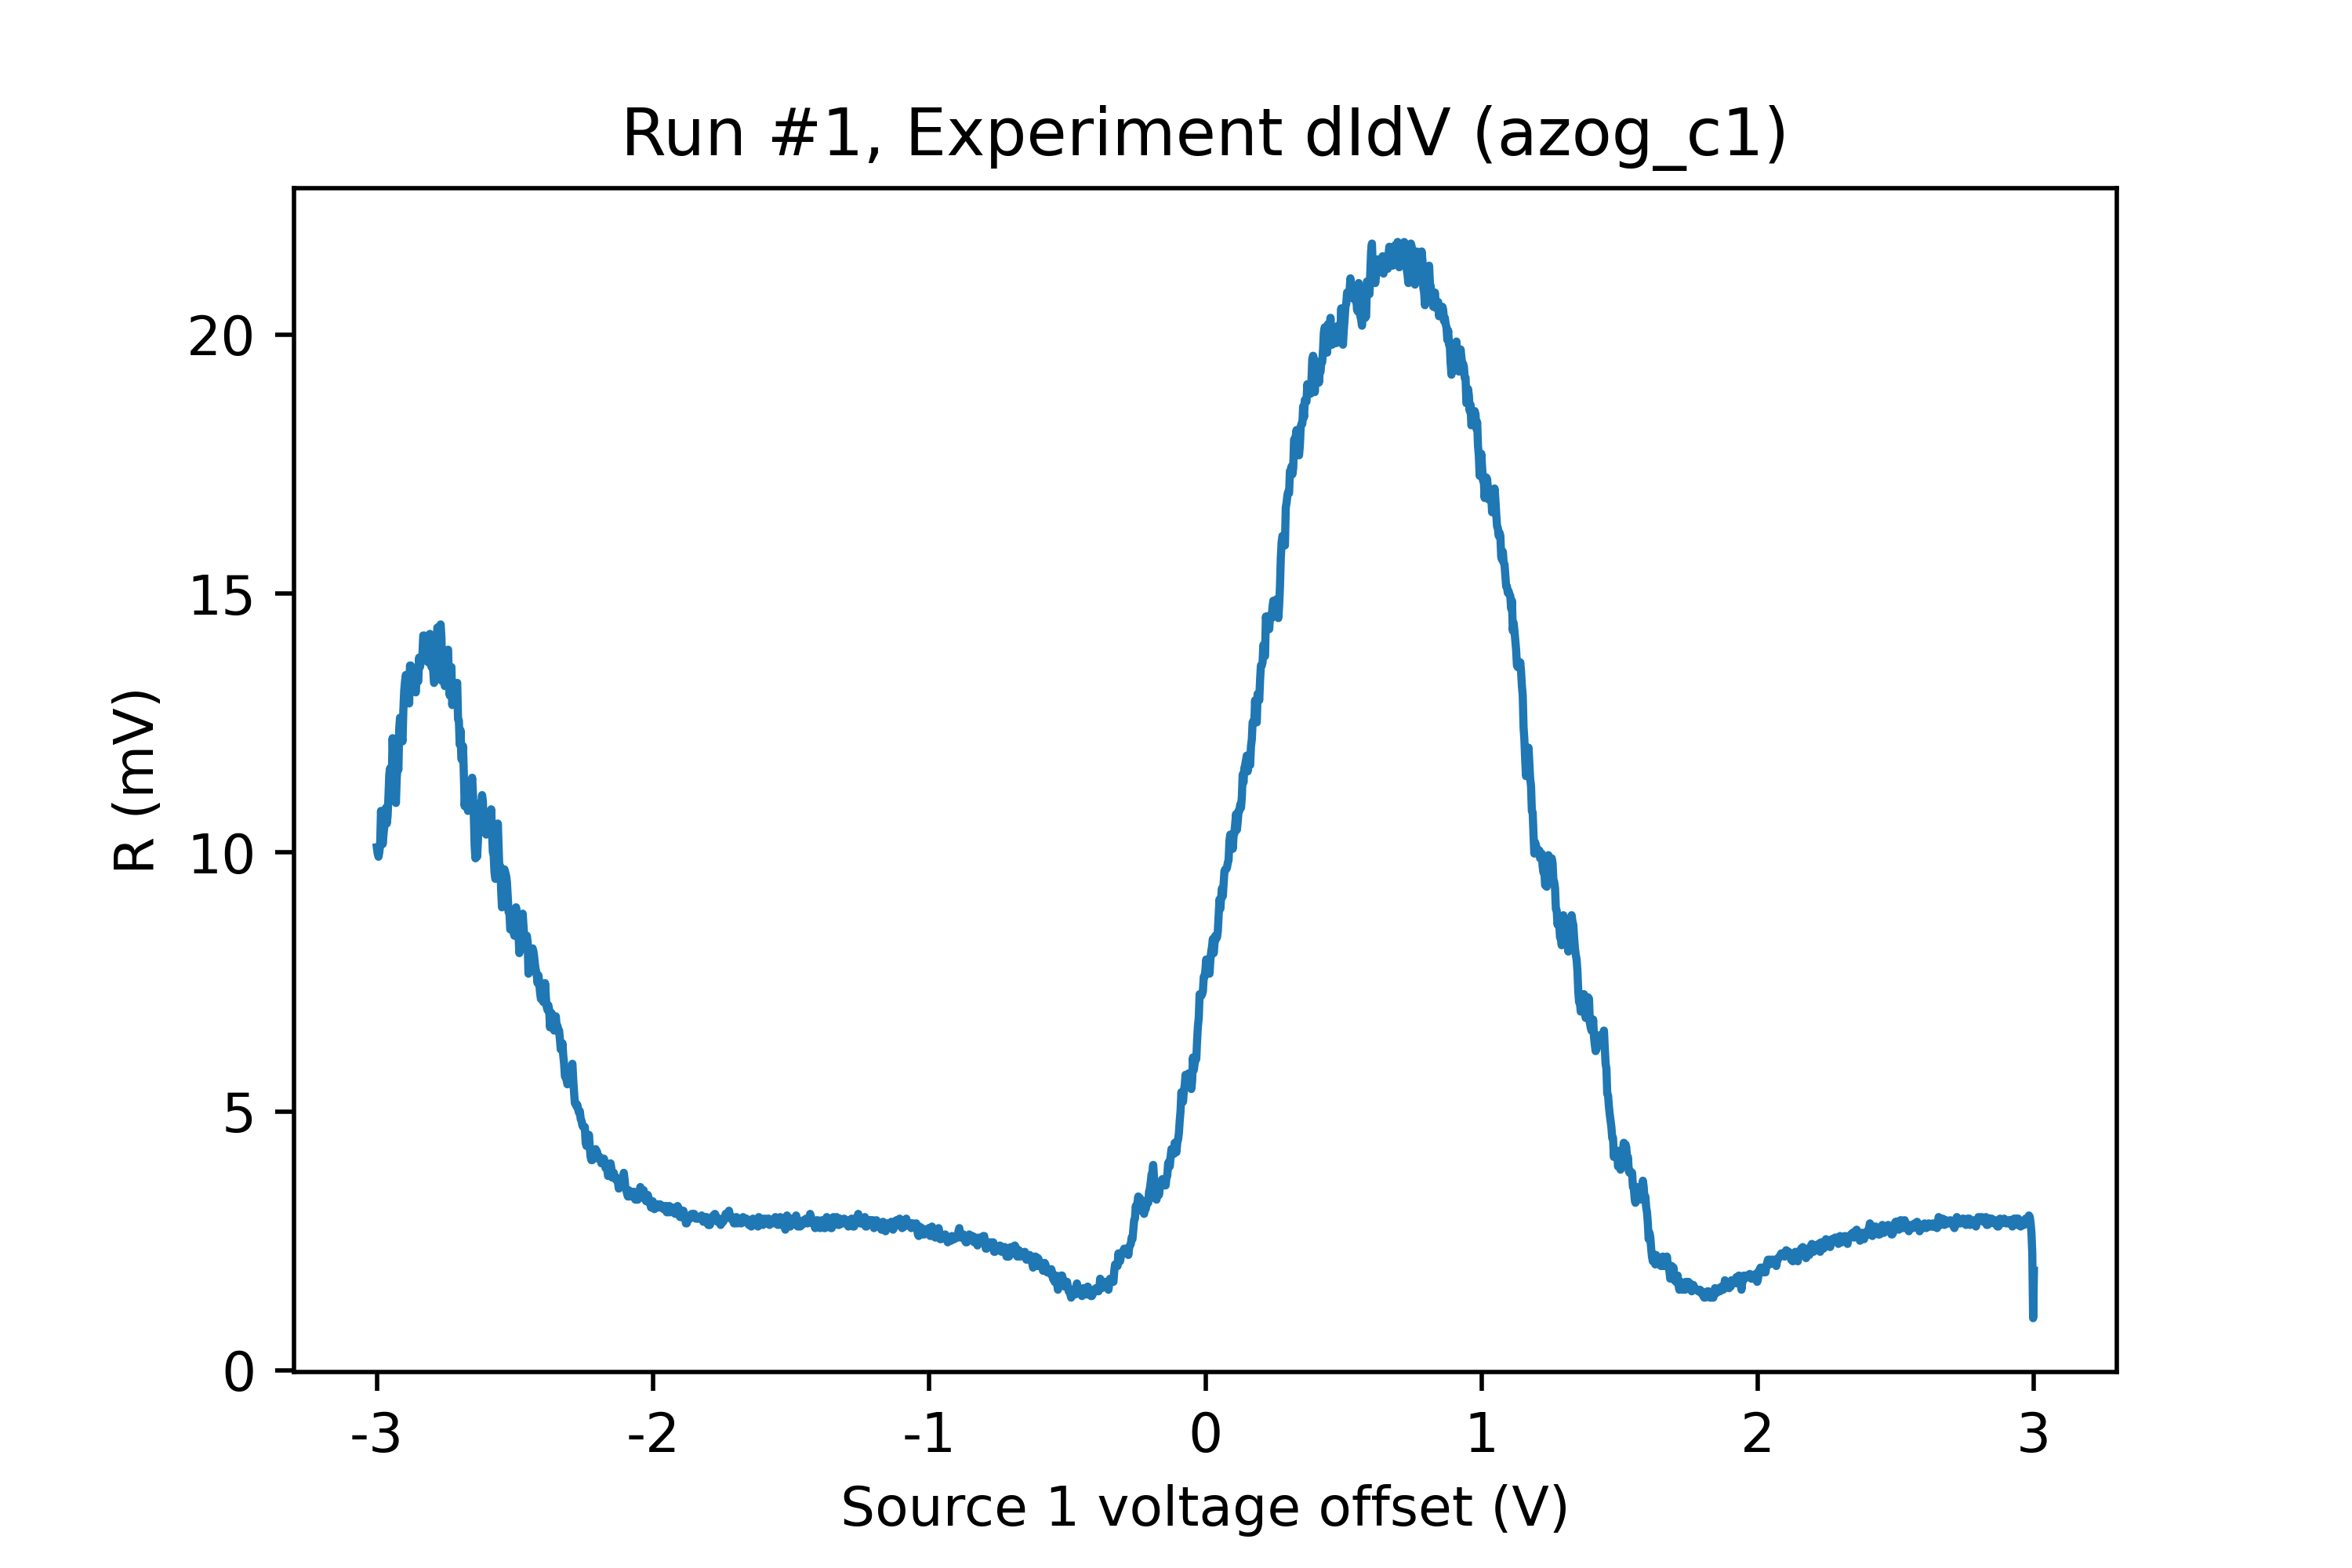 Run #1, Experiment dIdV (azog_c1)
R (mV)
20
15
10
5
0
-3 -2 -1 0 1 2 3
Source 1 voltage offset (V)